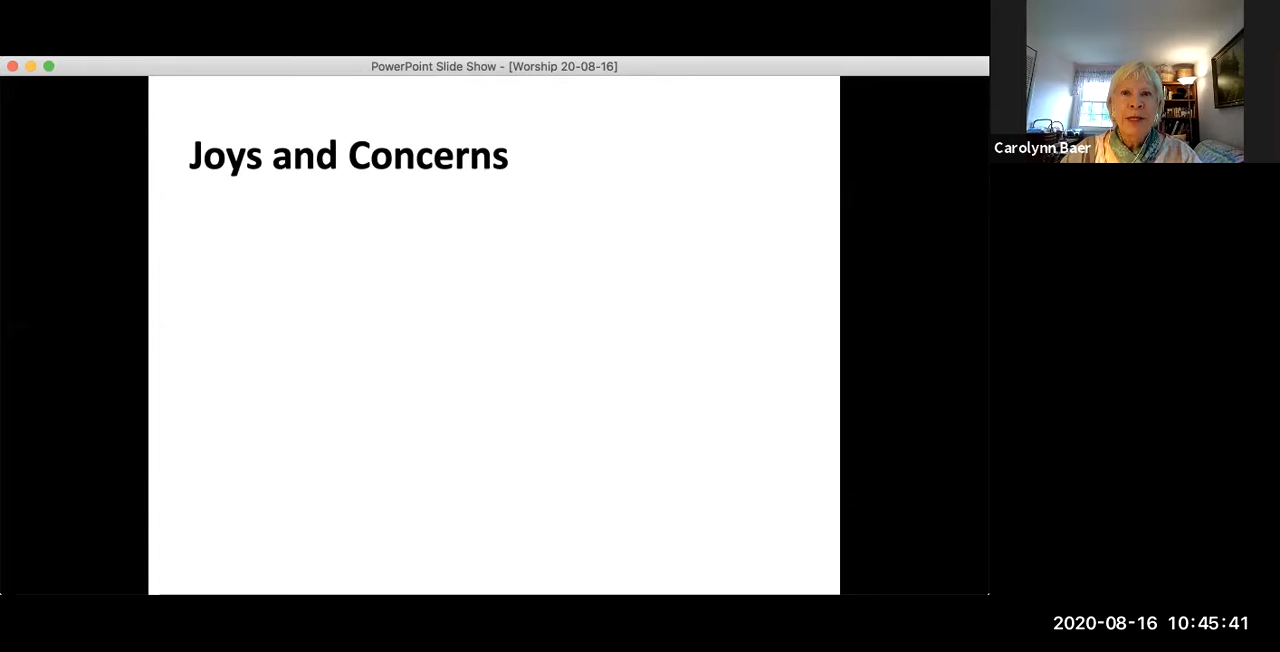 PowerPoint Slide Show - [Worship 20-08-16]
Joys and Concerns
Carolynn Baer
2020-08-16 10:45:41